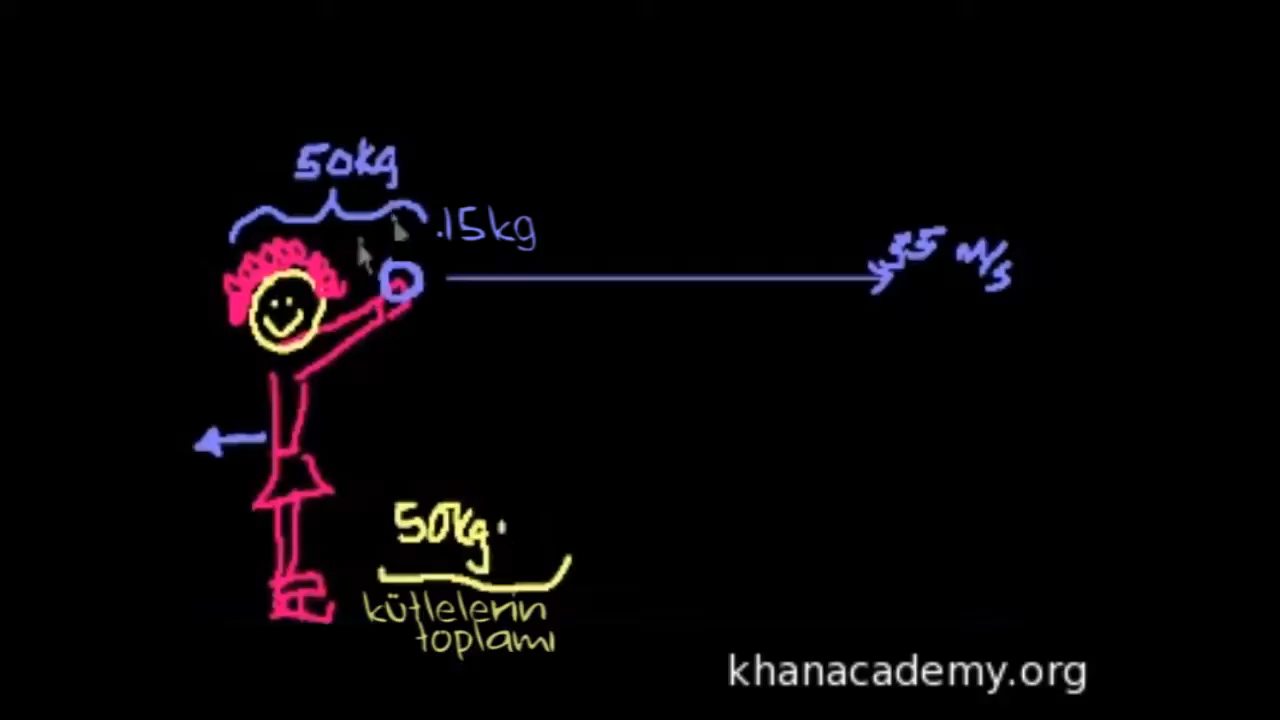 50kg
.15kg
35 m/s
50kg.
kütlelerin
toplamı
khanacademy.org